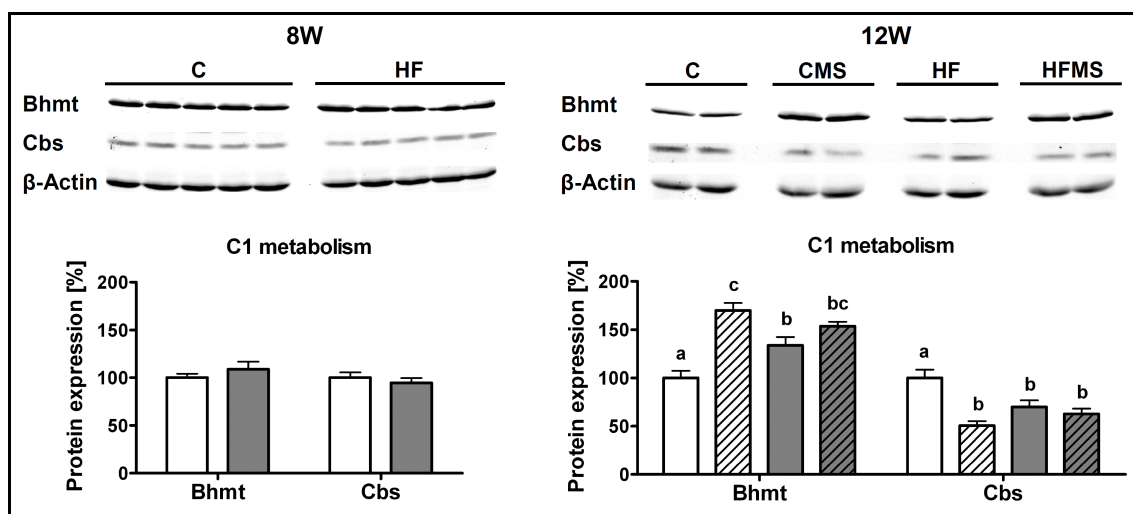 8W
C HF
Bhmt
Cbs
β-Actin
C1 metabolism
Protein expression [%]
200
150
100
50
0
Bhmt Cbs
12W
C CMS HF HFMS
Bhmt
Cbs
β-Actin
C1 metabolism
Protein expression [%]
200
150
100
50
0
a c b bc a b b b
Bhmt Cbs